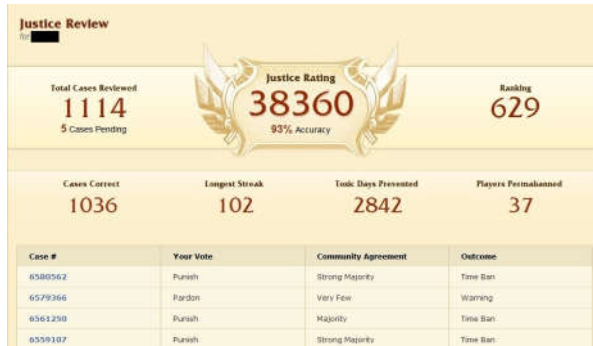 Justice Review
for
Total Cases Reviewed
1114
5 Cases Pending
Justice Rating
38360
93% Accuracy
Ranking
629
Cases Correct
1036
Longest Streak
102
Toxic Days Prevented
2842
Players Permabanned
37
Case # Your Vote Community Agreement Outcome
6580562 Punish Strong Majority Time Ban
6579366 Pardon Very Few Warning
6561250 Punish Majority Time Ban
6559107 Punish Strong Majority Time Ban